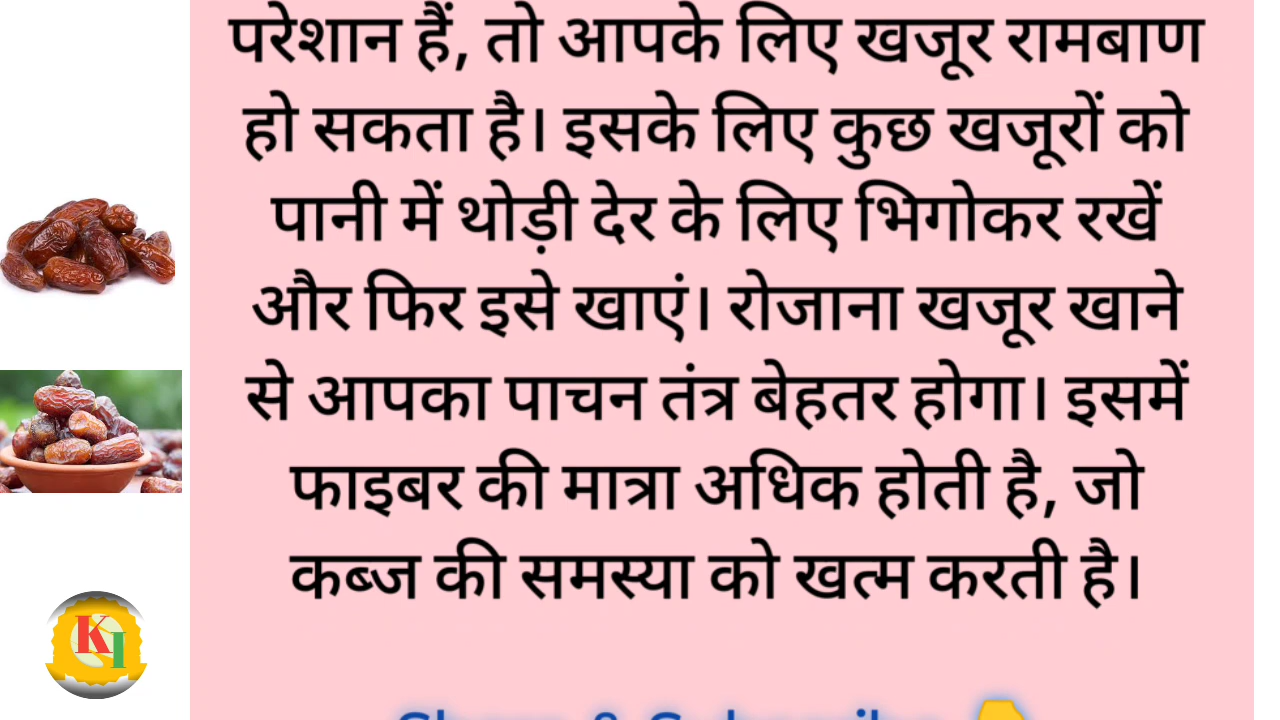 परेशान हैं, तो आपके लिए खजूर रामबाण
हो सकता है। इसके लिए कुछ खजूरों को
पानी में थोड़ी देर के लिए भिगोकर रखें
और फिर इसे खाएं। रोजाना खजूर खाने
से आपका पाचन तंत्र बेहतर होगा। इसमें
फाइबर की मात्रा अधिक होती है, जो
कब्ज की समस्या को खत्म करती है।
KI